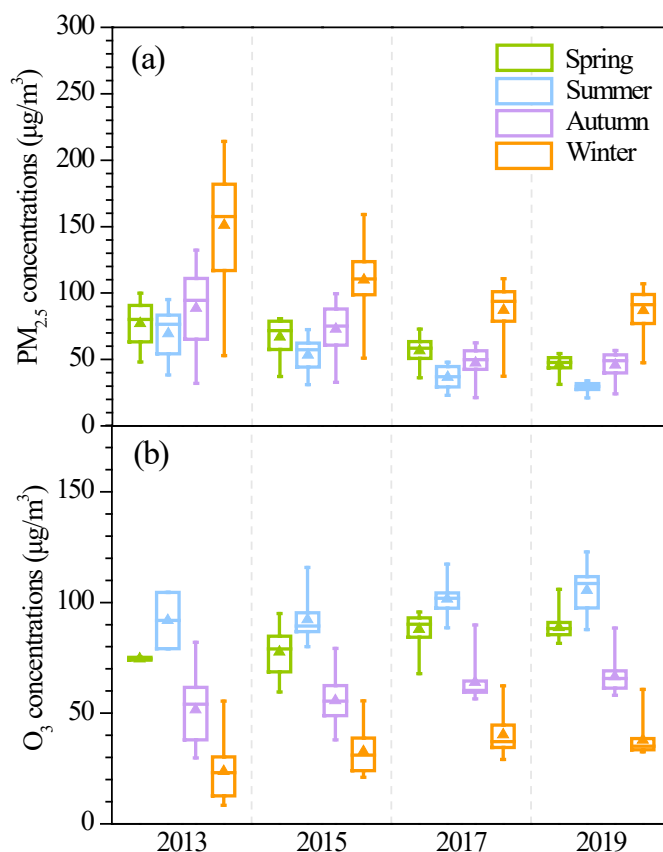 300
250
200
150
100
50
0
PM2.5 concentrations (μg/m³)
(a)
Spring
Summer
Autumn
Winter
150
100
50
0
O3 concentrations (μg/m³)
(b)
2013 2015 2017 2019